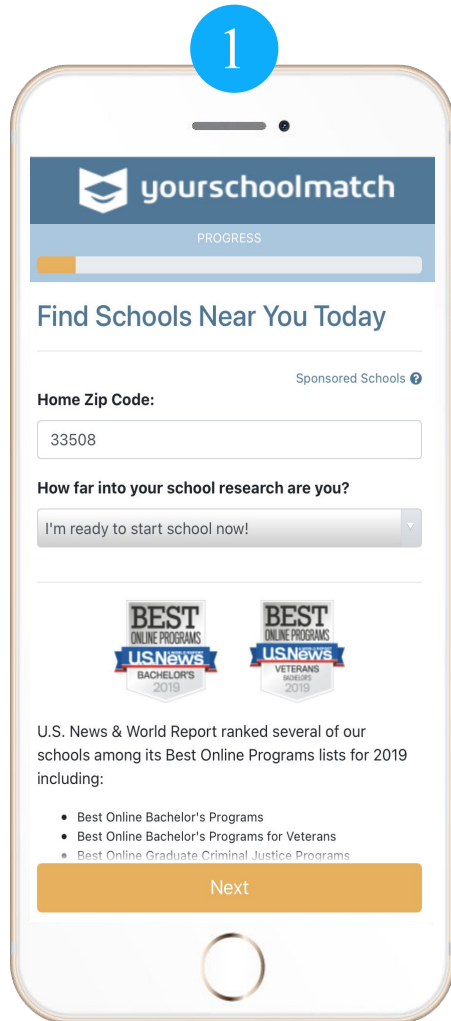 1
yourschoolmatch
PROGRESS
Find Schools Near You Today
Sponsored Schools ?
Home Zip Code:
33508
How far into your school research are you?
I'm ready to start school now!
BEST
ONLINE PROGRAMS
U.S.News
BACHELOR'S
2019
BEST
ONLINE PROGRAMS
U.S.News
VETERANS
BACHELOR'S
2019
U.S. News & World Report ranked several of our
schools among its Best Online Programs lists for 2019
including:
• Best Online Bachelor's Programs
• Best Online Bachelor's Programs for Veterans
• Best Online Graduate Criminal Justice Programs
Next